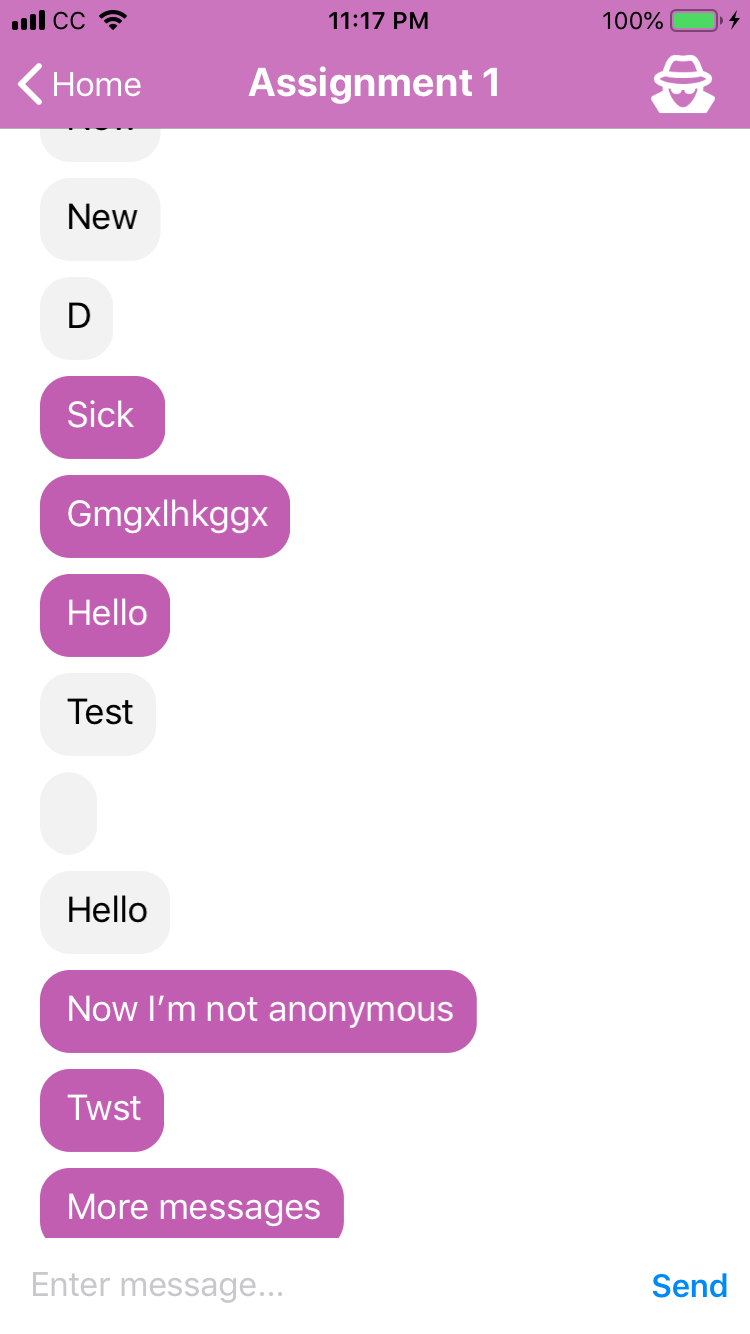 CC 11:17 PM 100%
Home Assignment 1
New
D
Sick
Gmgxlhkggx
Hello
Test
Hello
Now I’m not anonymous
Twst
More messages
Enter message... Send